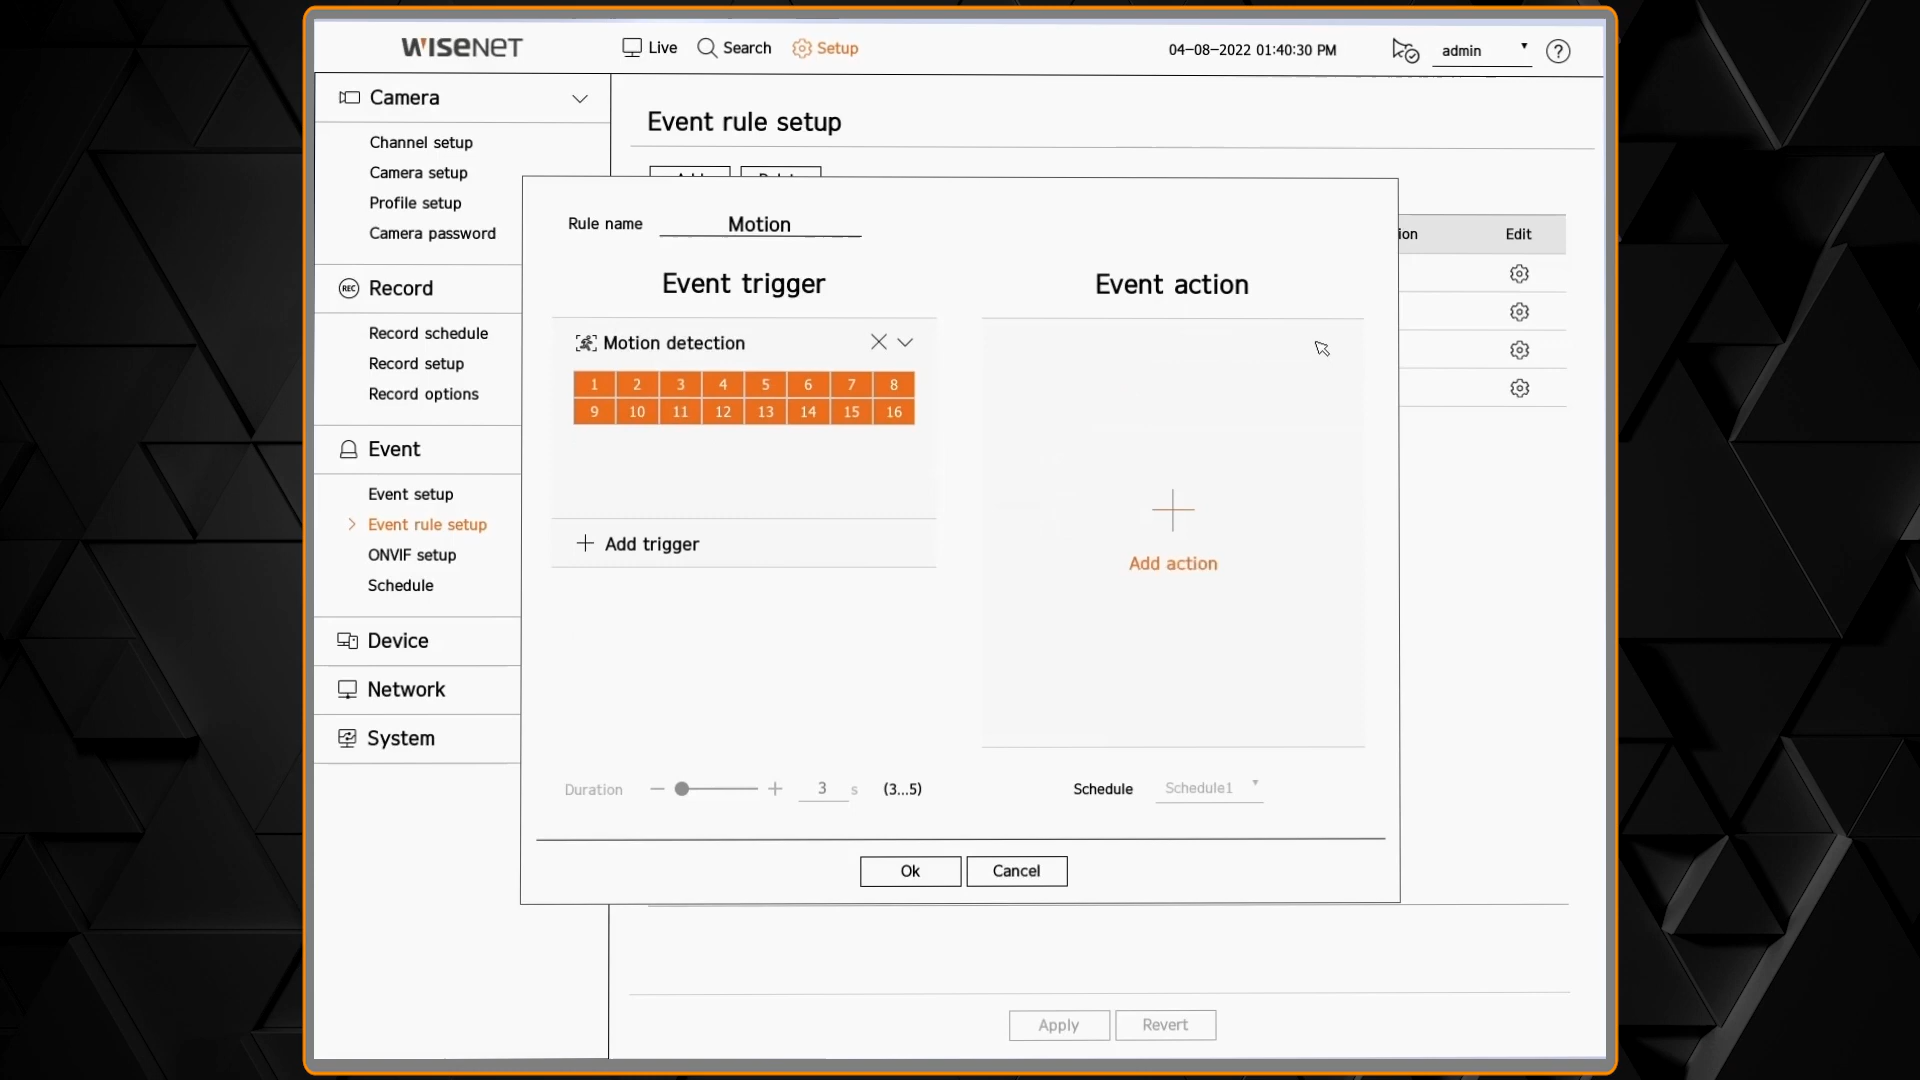 WISENET
Live
Search
Setup
04-08-2022 01:40:30 PM
admin
?
Camera
Channel setup
Camera setup
Profile setup
Camera password
REC Record
Record schedule
Record setup
Record options
Event
Event setup
Event rule setup
ONVIF setup
Schedule
Device
Network
System
Event rule setup
Edit
Rule name Motion
Event trigger
Motion detection
1 2 3 4 5 6 7 8
9 10 11 12 13 14 15 16
+ Add trigger
Event action
Add action
Duration − + 3 s (3...5)
Schedule Schedule1
Ok
Cancel
Apply
Revert